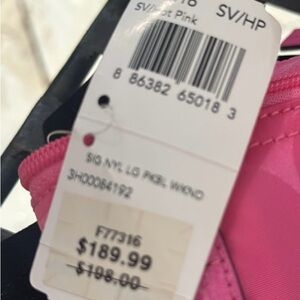 SV/HP
SV/Hot Pink
8 86382 65018 3
SIG NYL LG PKBL WKND
SH00084192
F77316
$189.99
$198.00